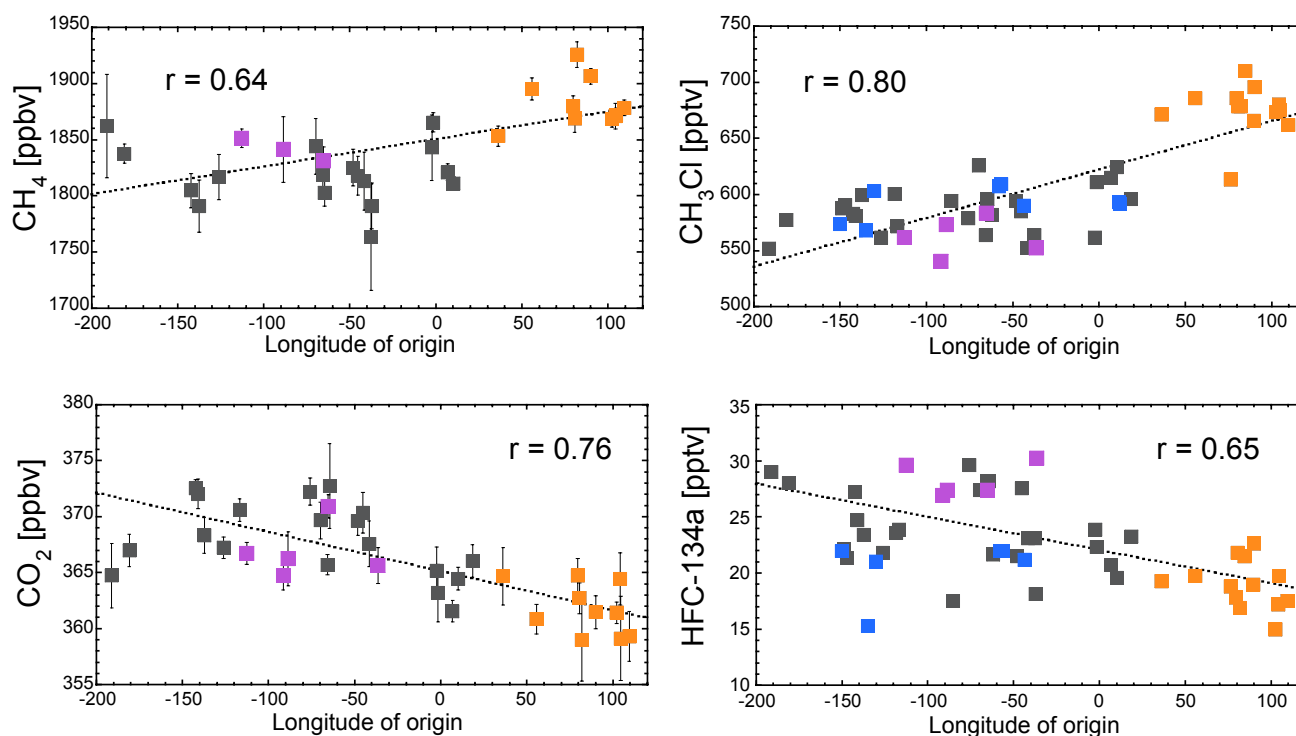 CH4 [ppbv]
1950
1900
1850
1800
1750
1700
r = 0.64
-200 -150 -100 -50 0 50 100
Longitude of origin
CH3Cl [pptv]
750
700
650
600
550
500
r = 0.80
-200 -150 -100 -50 0 50 100
Longitude of origin
CO2 [ppbv]
380
375
370
365
360
355
r = 0.76
-200 -150 -100 -50 0 50 100
Longitude of origin
HFC-134a [pptv]
35
30
25
20
15
10
r = 0.65
-200 -150 -100 -50 0 50 100
Longitude of origin